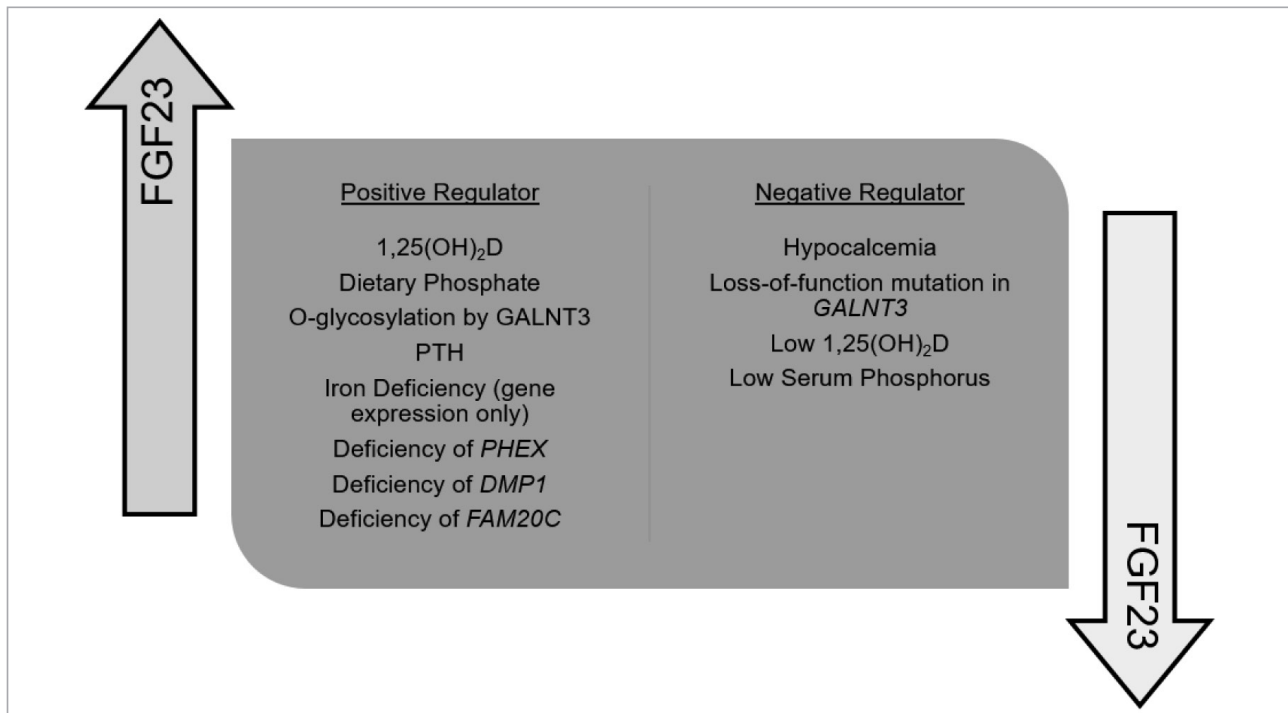 FGF23
Positive Regulator
1,25(OH)₂D
Dietary Phosphate
O-glycosylation by GALNT3
PTH
Iron Deficiency (gene
expression only)
Deficiency of PHEX
Deficiency of DMP1
Deficiency of FAM20C
Negative Regulator
Hypocalcemia
Loss-of-function mutation in
GALNT3
Low 1,25(OH)₂D
Low Serum Phosphorus
FGF23